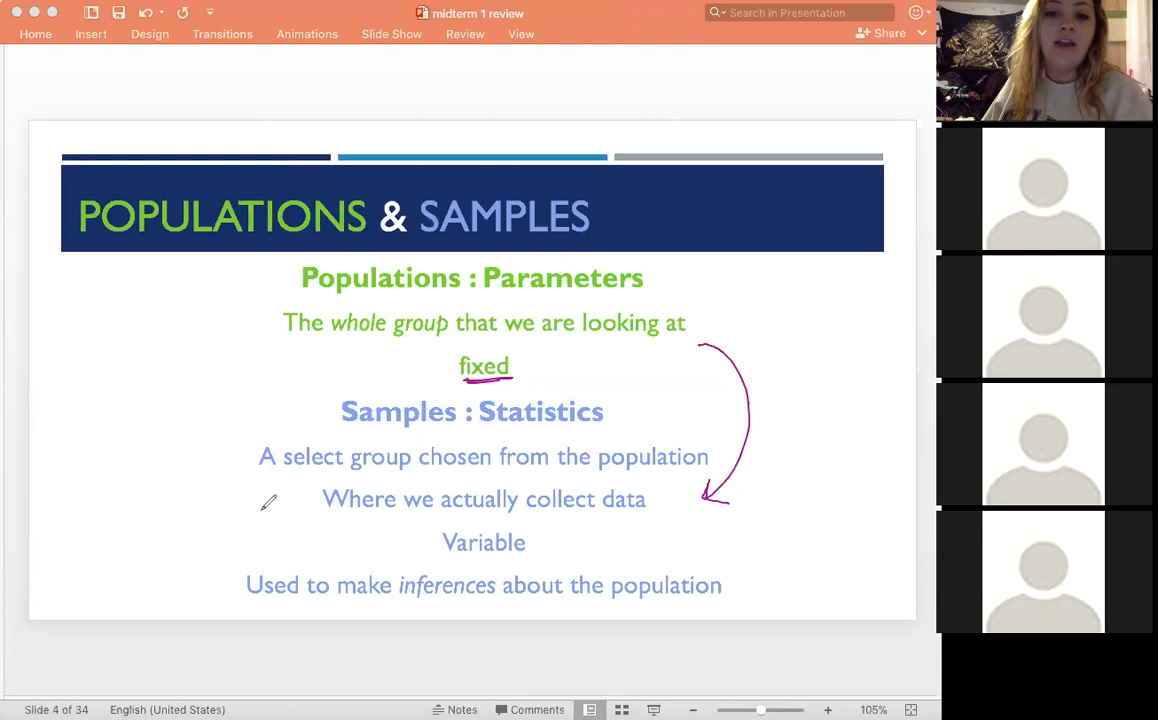 midterm 1 review
Search in Presentation
Home Insert Design Transitions Animations Slide Show Review View
Share
POPULATIONS & SAMPLES
Populations : Parameters
The whole group that we are looking at
fixed
Samples : Statistics
A select group chosen from the population
Where we actually collect data
Variable
Used to make inferences about the population
Slide 4 of 34 English (United States) Notes Comments 105%